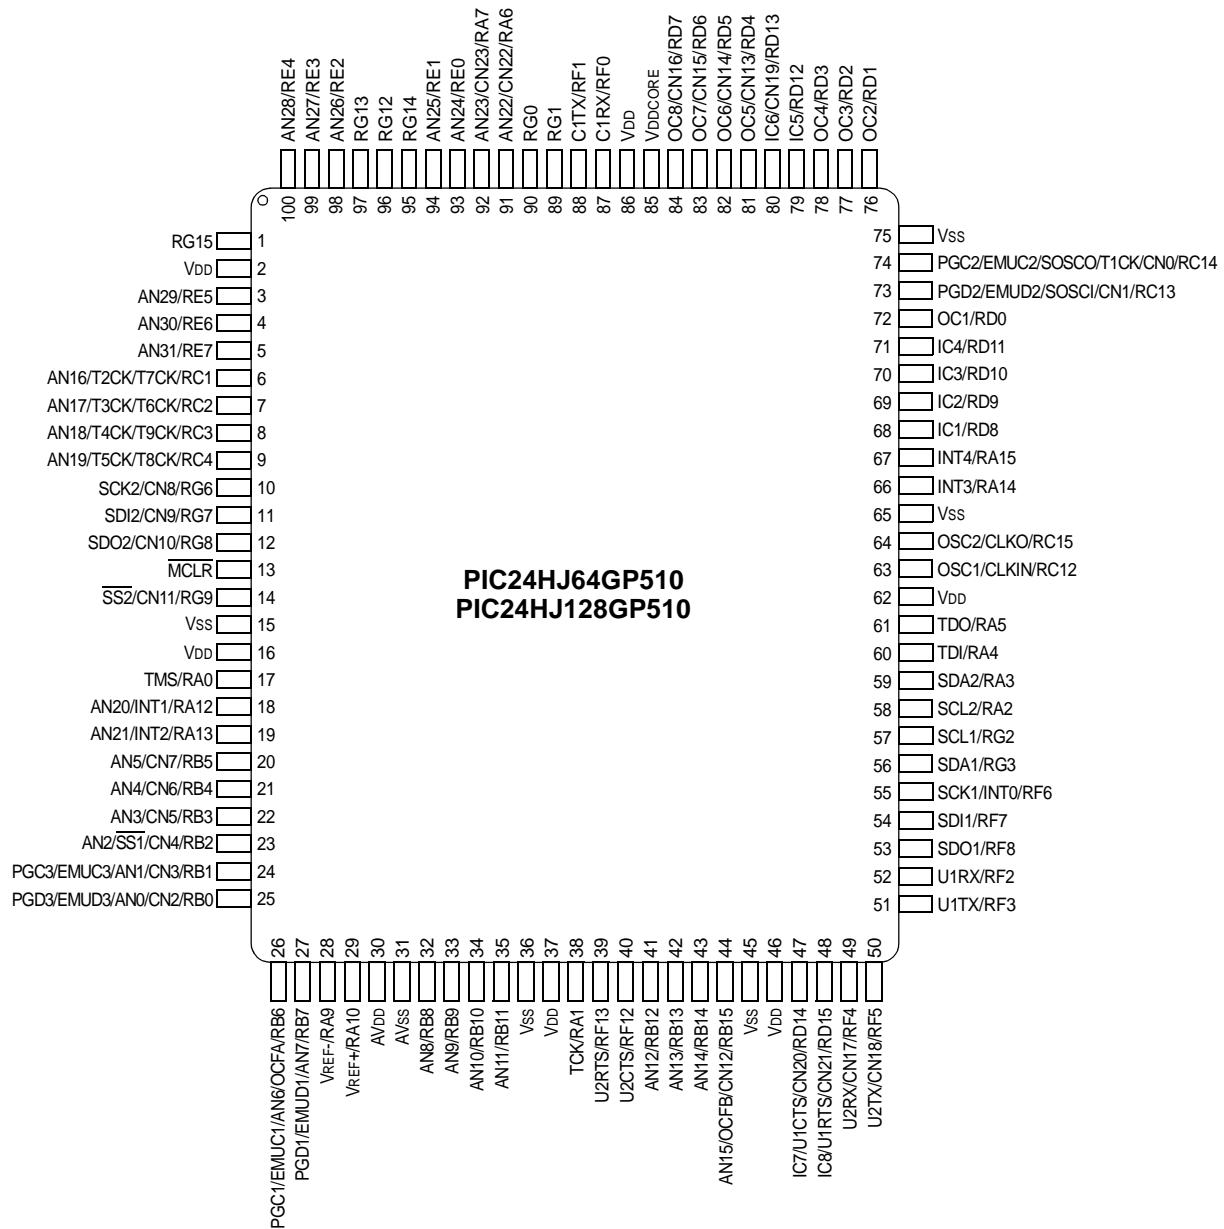 AN28/RE4
AN27/RE3
AN26/RE2
RG13
RG12
RG14
AN25/RE1
AN24/RE0
AN23/CN23/RA7
AN22/CN22/RA6
RG0
RG1
C1TX/RF1
C1RX/RF0
VDD
VDDCORE
OC8/CN16/RD7
OC7/CN15/RD6
OC6/CN14/RD5
OC5/CN13/RD4
IC6/CN19/RD13
IC5/RD12
OC4/RD3
OC3/RD2
OC2/RD1
100
99
98
97
96
95
94
93
92
91
90
89
88
87
86
85
84
83
82
81
80
79
78
77
76
RG15 1
VDD 2
AN29/RE5 3
AN30/RE6 4
AN31/RE7 5
AN16/T2CK/T7CK/RC1 6
AN17/T3CK/T6CK/RC2 7
AN18/T4CK/T9CK/RC3 8
AN19/T5CK/T8CK/RC4 9
SCK2/CN8/RG6 10
SDI2/CN9/RG7 11
SDO2/CN10/RG8 12
MCLR 13
SS2/CN11/RG9 14
VSS 15
VDD 16
TMS/RA0 17
AN20/INT1/RA12 18
AN21/INT2/RA13 19
AN5/CN7/RB5 20
AN4/CN6/RB4 21
AN3/CN5/RB3 22
AN2/SS1/CN4/RB2 23
PGC3/EMUC3/AN1/CN3/RB1 24
PGD3/EMUD3/AN0/CN2/RB0 25
PIC24HJ64GP510
PIC24HJ128GP510
75 VSS
74 PGC2/EMUC2/SOSCO/T1CK/CN0/RC14
73 PGD2/EMUD2/SOSCI/CN1/RC13
72 OC1/RD0
71 IC4/RD11
70 IC3/RD10
69 IC2/RD9
68 IC1/RD8
67 INT4/RA15
66 INT3/RA14
65 VSS
64 OSC2/CLKO/RC15
63 OSC1/CLKIN/RC12
62 VDD
61 TDO/RA5
60 TDI/RA4
59 SDA2/RA3
58 SCL2/RA2
57 SCL1/RG2
56 SDA1/RG3
55 SCK1/INT0/RF6
54 SDI1/RF7
53 SDO1/RF8
52 U1RX/RF2
51 U1TX/RF3
26
27
28
29
30
31
32
33
34
35
36
37
38
39
40
41
42
43
44
45
46
47
48
49
50
PGC1/EMUC1/AN6/OCFA/RB6
PGD1/EMUD1/AN7/RB7
VREF-/RA9
VREF+/RA10
AVDD
AVSS
AN8/RB8
AN9/RB9
AN10/RB10
AN11/RB11
VSS
VDD
TCK/RA1
U2RTS/RF13
U2CTS/RF12
AN12/RB12
AN13/RB13
AN14/RB14
AN15/OCFB/CN12/RB15
VSS
VDD
IC7/U1CTS/CN20/RD14
IC8/U1RTS/CN21/RD15
U2RX/CN17/RF4
U2TX/CN18/RF5